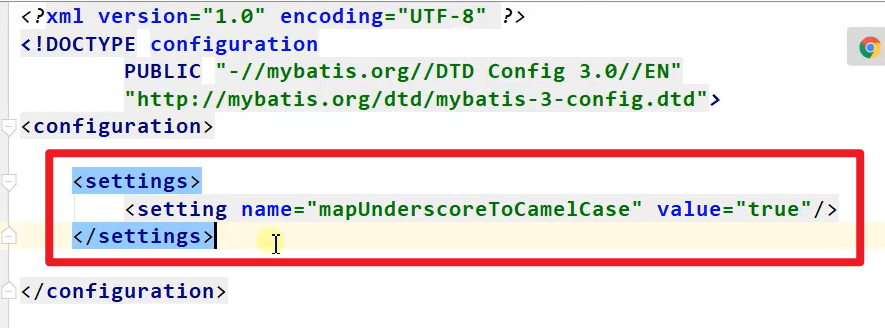 <?xml version="1.0" encoding="UTF-8" ?>
<!DOCTYPE configuration
PUBLIC "-//mybatis.org//DTD Config 3.0//EN"
"http://mybatis.org/dtd/mybatis-3-config.dtd">
<configuration>
<settings>
<setting name="mapUnderscoreToCamelCase" value="true"/>
</settings>
</configuration>